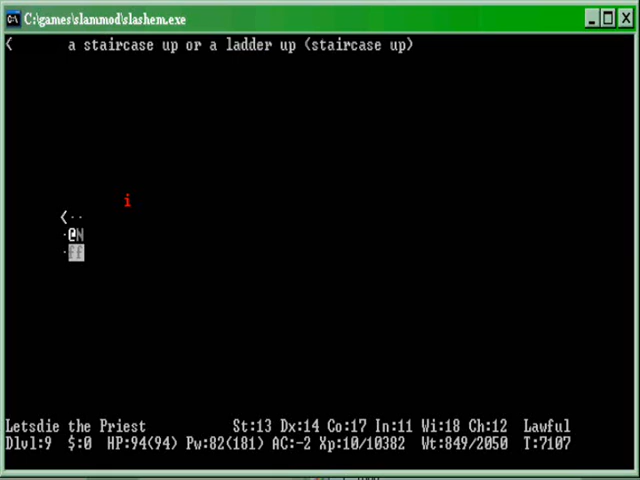 C:\games\slammod\slashem.exe
<       a staircase up or a ladder up (staircase up)
i
<··
·@N
·ff
Letsdie the Priest          St:13 Dx:14 Co:17 In:11 Wi:18 Ch:12  Lawful
Dlvl:9  $:0  HP:94(94) Pw:82(181) AC:-2 Xp:10/10382  Wt:849/2050  T:7107